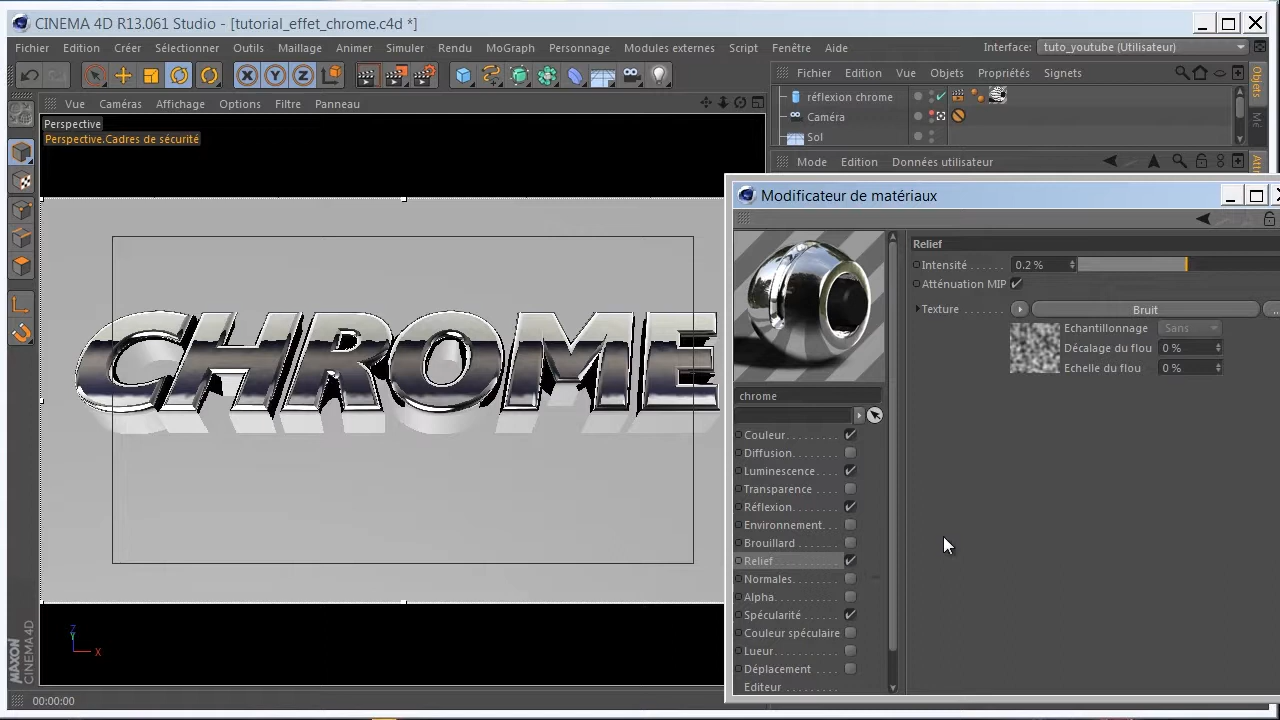 CINEMA 4D R13.061 Studio - [tutorial_effet_chrome.c4d *]
Fichier Edition Créer Sélectionner Outils Maillage Animer Simuler Rendu MoGraph Personnage Modules externes Script Fenêtre Aide Interface: tuto_youtube (Utilisateur)
X Y Z
Fichier Edition Vue Objets Propriétés Signets
Objets
réflexion chrome
Caméra
Sol
Vue Caméras Affichage Options Filtre Panneau
Perspective
Perspective.Cadres de sécurité
Mode Edition Données utilisateur
Modificateur de matériaux
Relief
Intensité . . . . . . 0.2 %
Atténuation MIP
Texture . . . . . . . Bruit ...
Echantillonnage Sans
Décalage du flou 0 %
Echelle du flou 0 %
chrome
Couleur
Diffusion
Luminescence
Transparence
Réflexion
Environnement
Brouillard
Relief
Normales
Alpha
Spécularité
Couleur spéculaire
Lueur
Déplacement
Editeur
CHROME
Z
Y
X
MAXON
CINEMA 4D
00:00:00